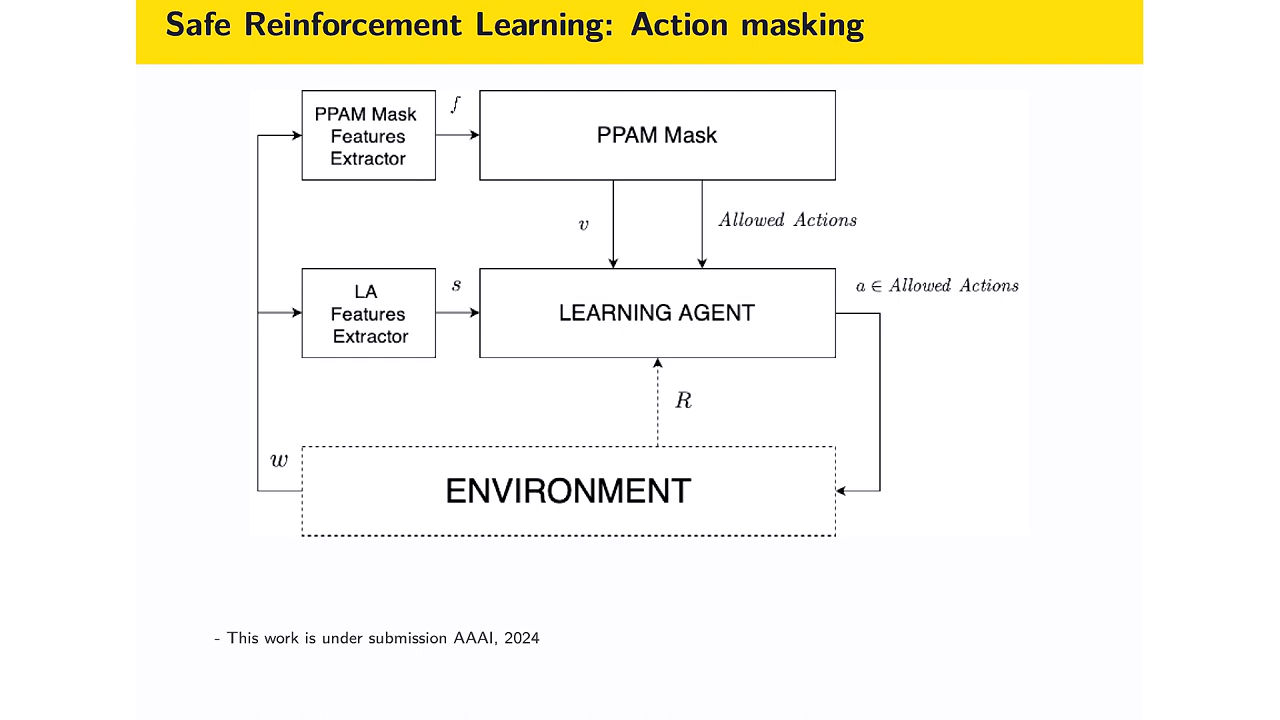 Safe Reinforcement Learning: Action masking
PPAM Mask
Features
Extractor
f
PPAM Mask
v
Allowed Actions
LA
Features
Extractor
s
LEARNING AGENT
a ∈ Allowed Actions
R
w
ENVIRONMENT
- This work is under submission AAAI, 2024